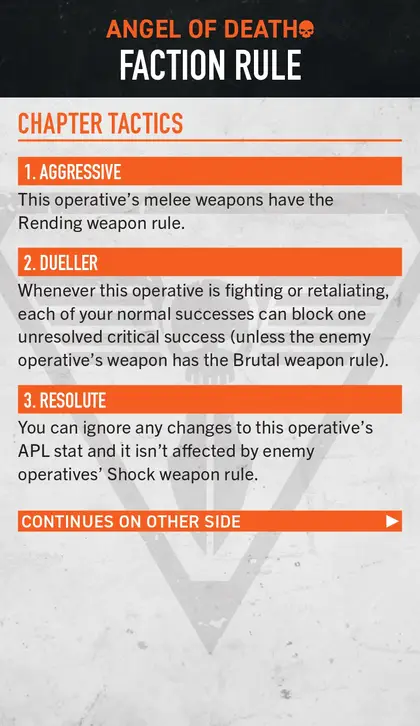 ANGEL OF DEATH
FACTION RULE
CHAPTER TACTICS
1. AGGRESSIVE
This operative’s melee weapons have the
Rending weapon rule.
2. DUELLER
Whenever this operative is fighting or retaliating,
each of your normal successes can block one
unresolved critical success (unless the enemy
operative’s weapon has the Brutal weapon rule).
3. RESOLUTE
You can ignore any changes to this operative’s
APL stat and it isn’t affected by enemy
operatives’ Shock weapon rule.
CONTINUES ON OTHER SIDE